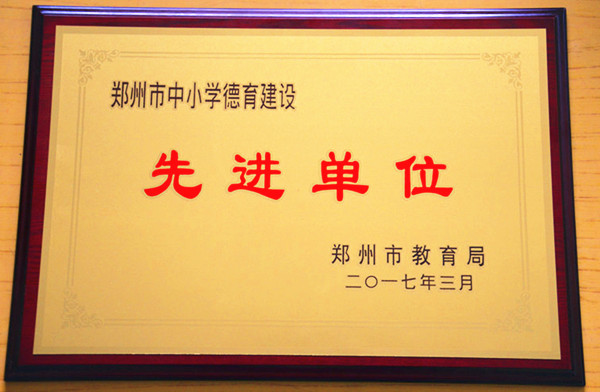 郑州市中小学德育建设
先进单位
郑州市教育局
二〇一七年三月